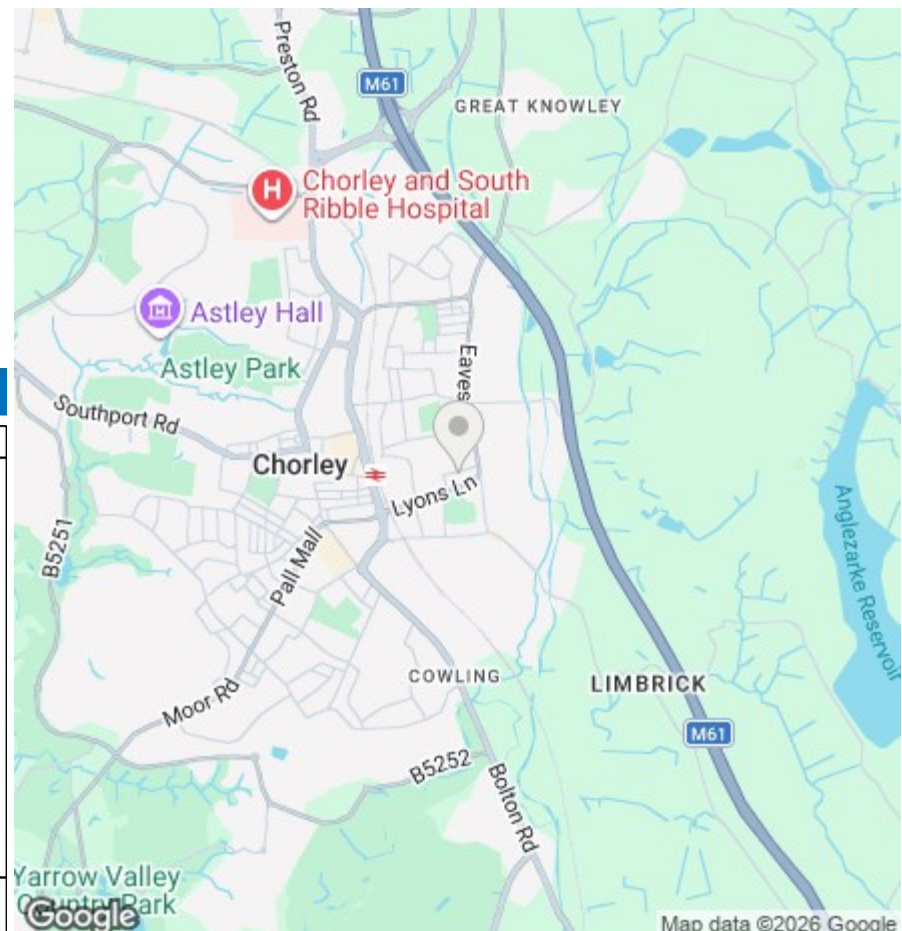 Preston Rd
M61
GREAT KNOWLEY
H
Chorley and South
Ribble Hospital
Astley Hall
Astley Park
Eaves
Southport Rd
Chorley
Lyons Ln
B5251
Pall Mall
Anglezarke Reservoir
COWLING
LIMBRICK
Moor Rd
M61
B5252
Bolton Rd
Yarrow Valley
Country Park
Google
Map data ©2026 Google